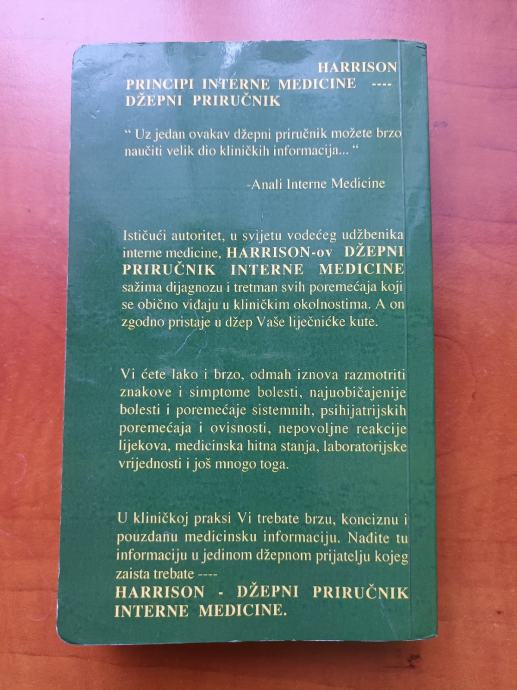 HARRISON
PRINCIPI INTERNE MEDICINE ----
DŽEPNI PRIRUČNIK
“ Uz jedan ovakav džepni priručnik možete brzo
naučiti velik dio kliničkih informacija... “
-Anali Interne Medicine
Ističući autoritet, u svijetu vodećeg udžbenika
interne medicine, HARRISON-ov DŽEPNI
PRIRUČNIK INTERNE MEDICINE
sažima dijagnozu i tretman svih poremećaja koji
se obično viđaju u kliničkim okolnostima. A on
zgodno pristaje u džep Vaše liječnićke kute.
Vi ćete lako i brzo, odmah iznova razmotriti
znakove i simptome bolesti, najuobičajenije
bolesti i poremećaje sistemnih, psihijatrijskih
poremećaja i ovisnosti, nepovoljne reakcije
lijekova, medicinska hitna stanja, laboratorijske
vrijednosti i još mnogo toga.
U kliničkoj praksi Vi trebate brzu, konciznu i
pouzdanu medicinsku informaciju. Nađite tu
informaciju u jedinom džepnom prijatelju kojeg
zaista trebate ----
HARRISON - DŽEPNI PRIRUČNIK
INTERNE MEDICINE.